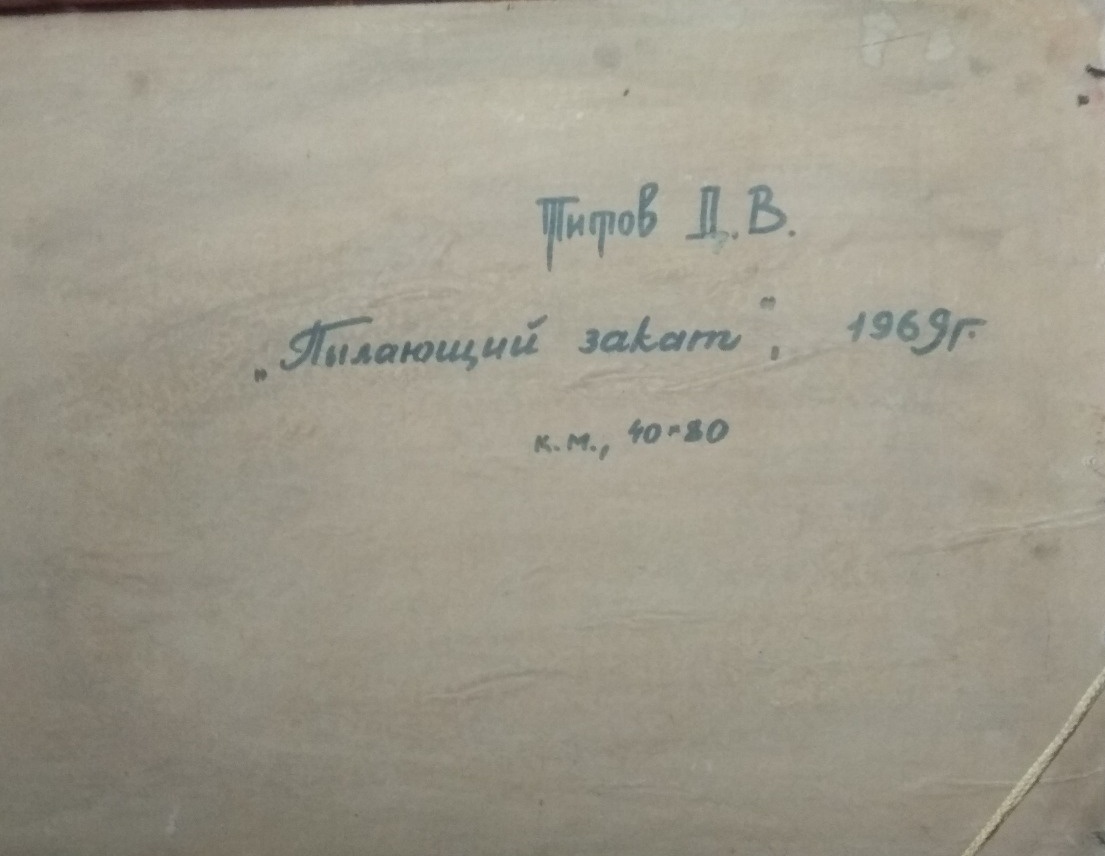 Титов Д.В.
„Пылающий закат", 1969г.
к.м., 40×80